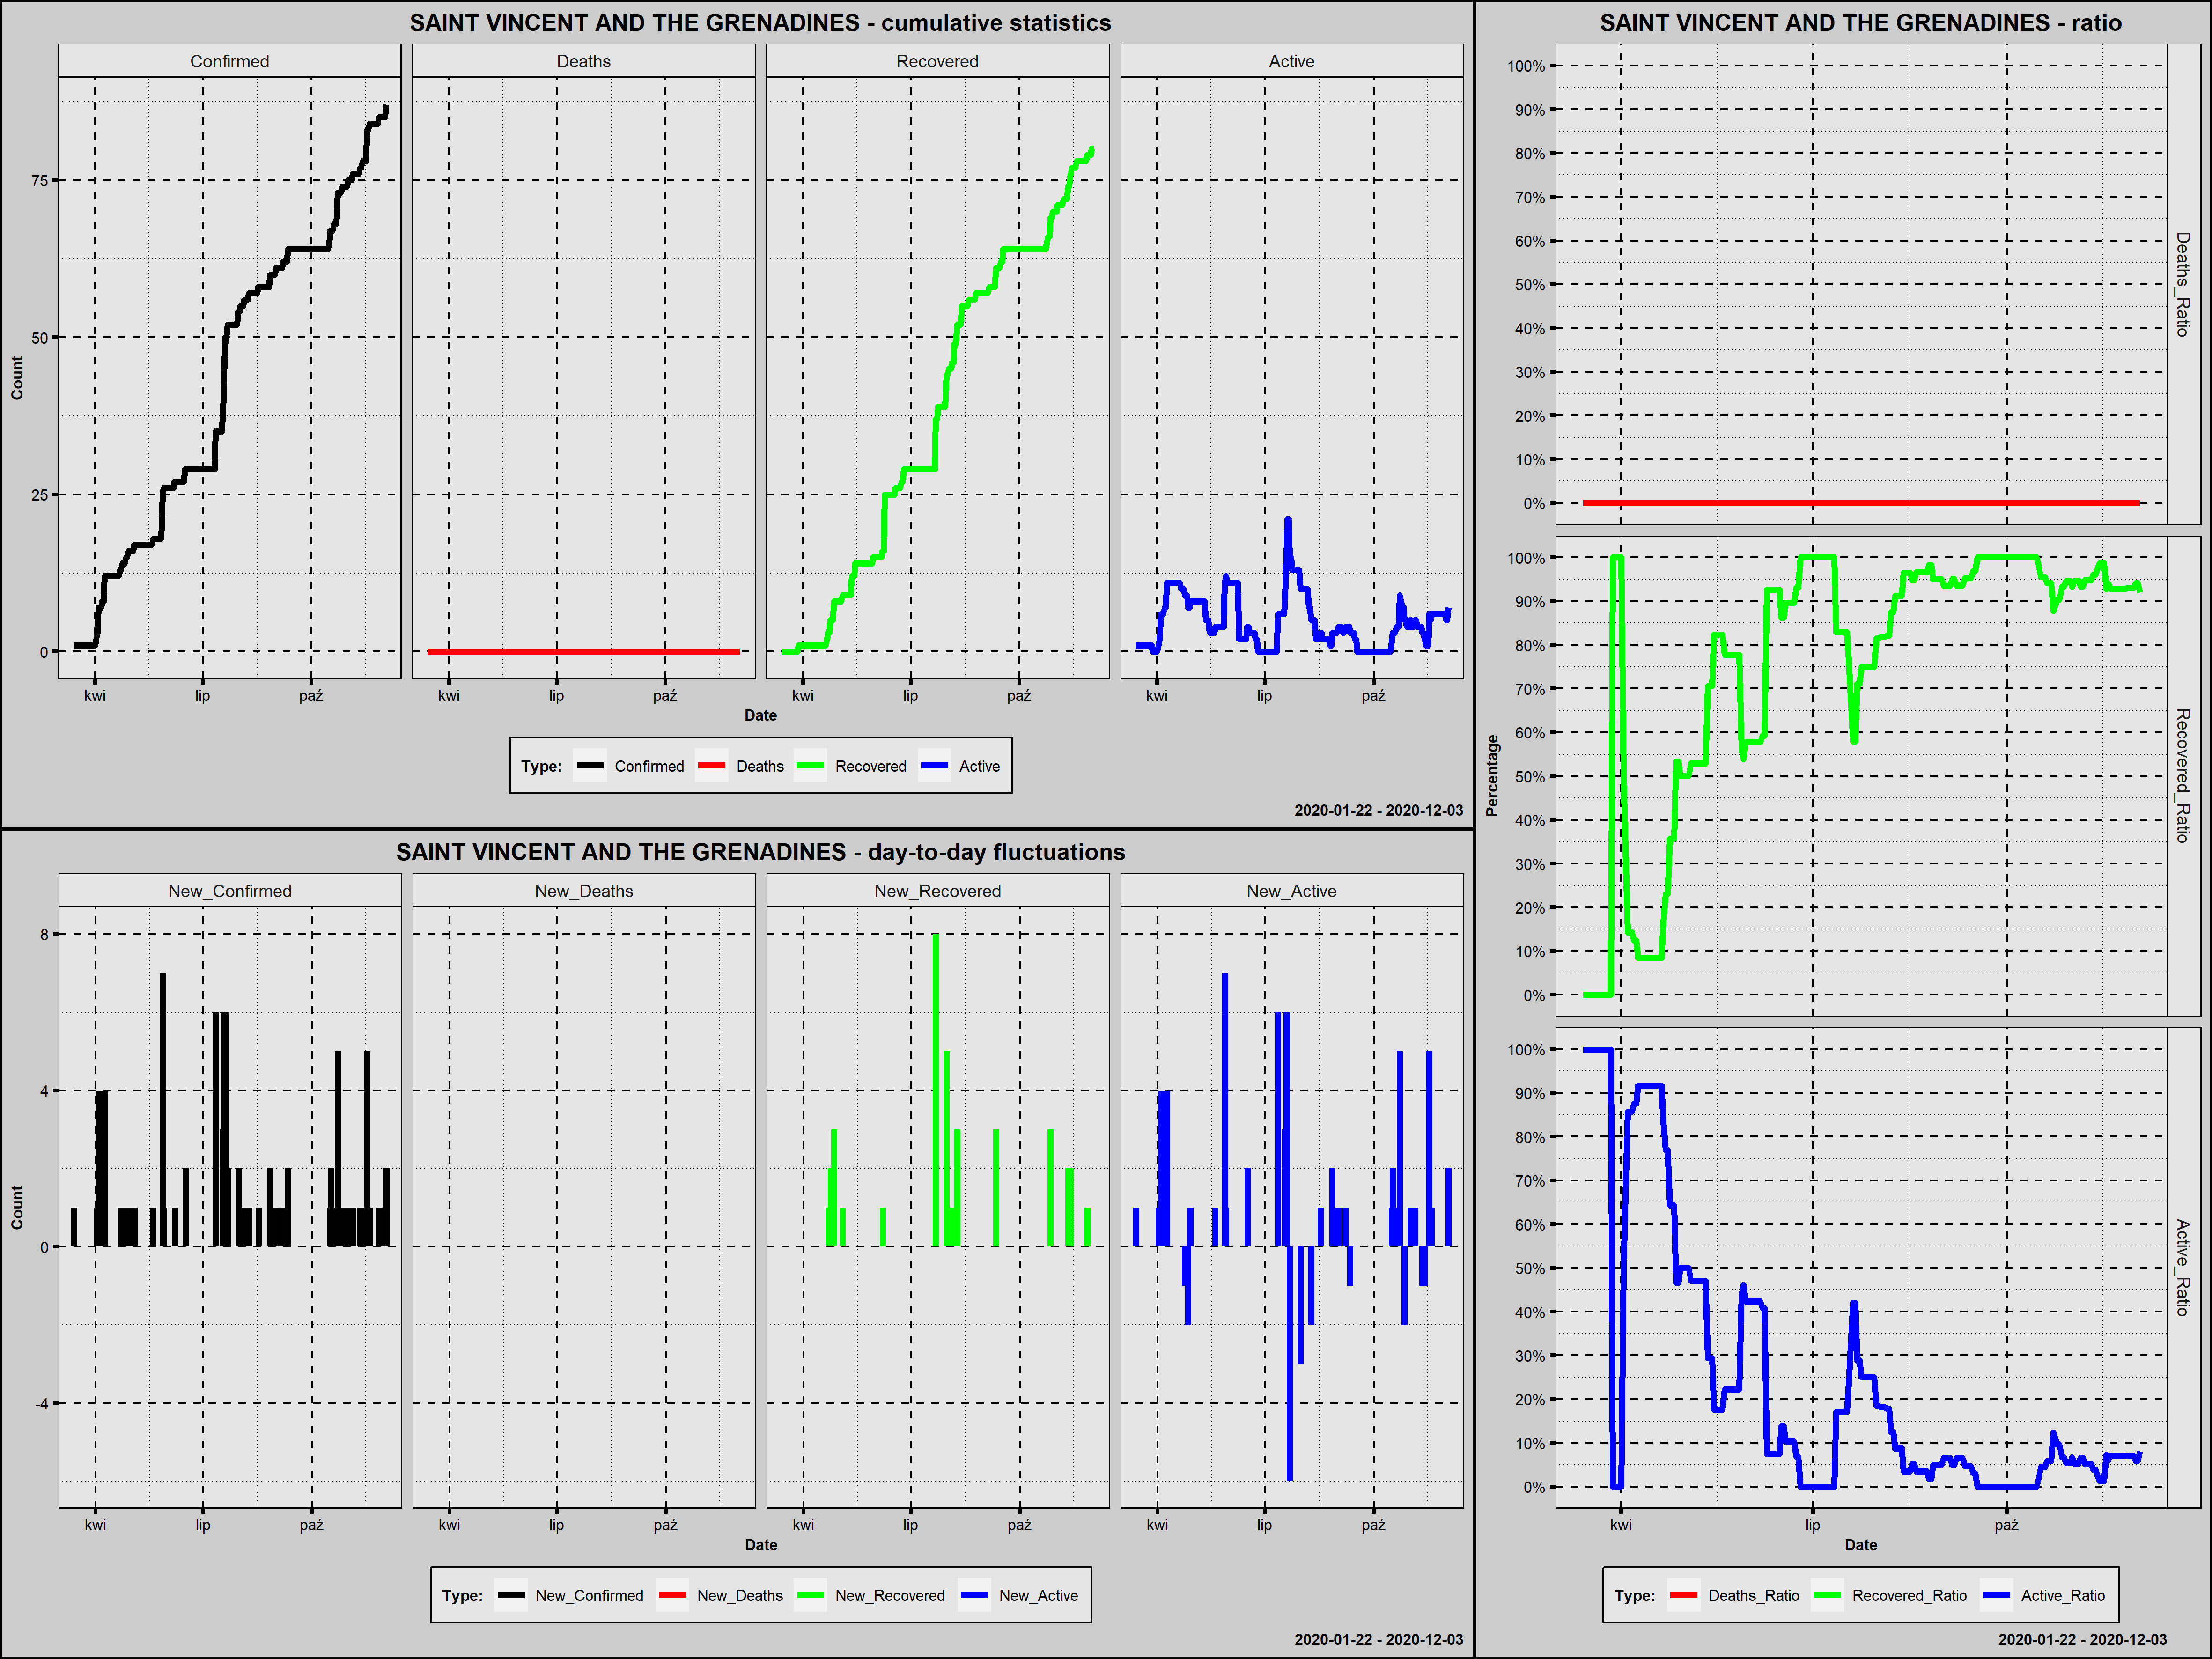 SAINT VINCENT AND THE GRENADINES - cumulative statistics
Confirmed Deaths Recovered Active
Count
75
50
25
0
kwi lip paź kwi lip paź kwi lip paź kwi lip paź
Date
Type: Confirmed Deaths Recovered Active
2020-01-22 - 2020-12-03
SAINT VINCENT AND THE GRENADINES - day-to-day fluctuations
New_Confirmed New_Deaths New_Recovered New_Active
Count
8
4
0
-4
kwi lip paź kwi lip paź kwi lip paź kwi lip paź
Date
Type: New_Confirmed New_Deaths New_Recovered New_Active
2020-01-22 - 2020-12-03
SAINT VINCENT AND THE GRENADINES - ratio
Percentage
100%
90%
80%
70%
60%
50%
40%
30%
20%
10%
0%
Deaths_Ratio
100%
90%
80%
70%
60%
50%
40%
30%
20%
10%
0%
Recovered_Ratio
100%
90%
80%
70%
60%
50%
40%
30%
20%
10%
0%
Active_Ratio
kwi lip paź
Date
Type: Deaths_Ratio Recovered_Ratio Active_Ratio
2020-01-22 - 2020-12-03